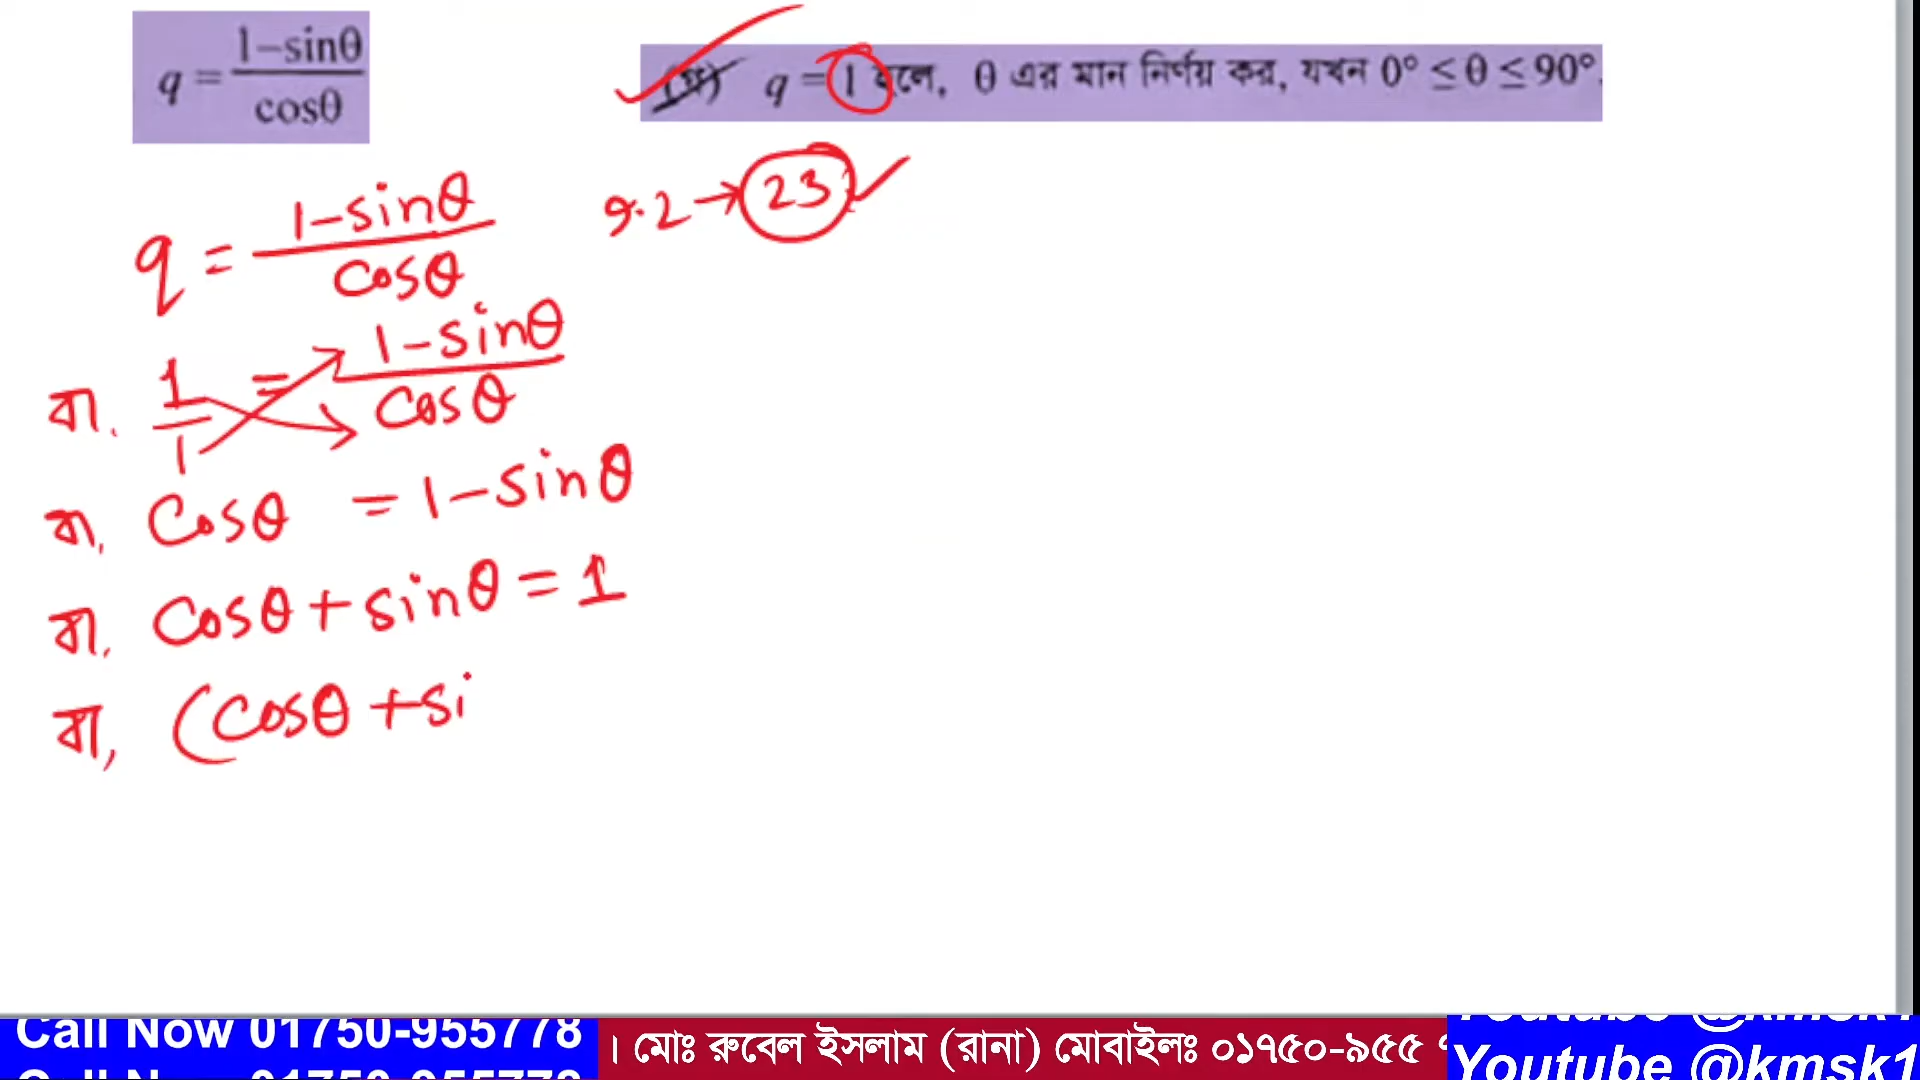 q = 1−sinθ / cosθ
(গ) q = 1 হলে, θ এর মান নির্ণয় কর, যখন 0° ≤ θ ≤ 90°.
৯.2 → 23
q = 1−sinθ / cosθ
বা, 1/1 = 1−sinθ / cosθ
বা, cosθ = 1−sinθ
বা, cosθ + sinθ = 1
বা, (cosθ + si
Call Now 01750-955778
। মোঃ রুবেল ইসলাম (রানা) মোবাইলঃ ০১৭৫০-৯৫৫
Youtube @kmsk1